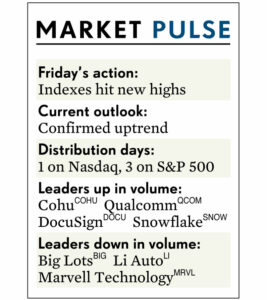 MARKET PULSE
Friday's action:
Indexes hit new highs
Current outlook:
Confirmed uptrend
Distribution days:
1 on Nasdaq, 3 on S&P 500
Leaders up in volume:
Cohu COHU Qualcomm QCOM
DocuSign DOCU Snowflake SNOW
Leaders down in volume:
Big Lots BIG Li Auto LI
Marvell Technology MRVL